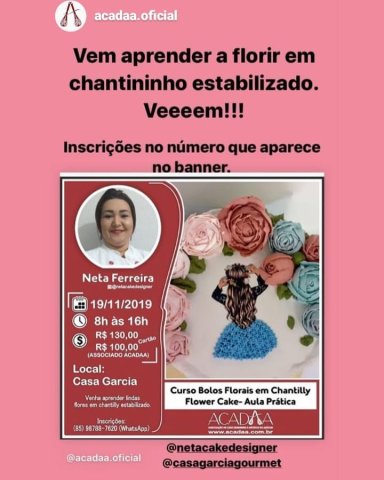 acadaa.oficial
Vem aprender a florir em
chantininho estabilizado.
Veeeem!!!
Inscrições no número que aparece
no banner.
Neta Ferreira
@netacakedesigner
19/11/2019
8h às 16h
R$ 130,00 Cartão
R$ 100,00
(ASSOCIADO ACADAA)
Local:
Casa Garcia
Venha aprender lindas
flores em chantilly estabilizado.
Inscrições:
(85) 98788-7620 (WhatsApp)
Curso Bolos Florais em Chantilly
Flower Cake- Aula Prática
ACADAA
www.acadaa.com.br
@netacakedesigner
@acadaa.oficial
@casagarciagourmet